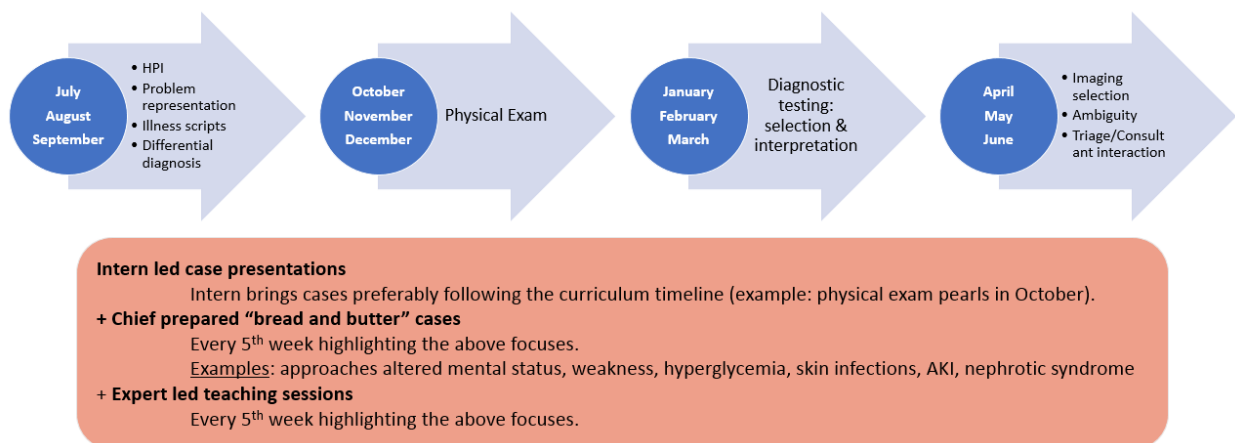 July
August
September
• HPI
• Problem
representation
• Illness scripts
• Differential
diagnosis
October
November
December
Physical Exam
January
February
March
Diagnostic
testing:
selection &
interpretation
April
May
June
• Imaging
selection
• Ambiguity
• Triage/Consult
ant interaction
Intern led case presentations
Intern brings cases preferably following the curriculum timeline (example: physical exam pearls in October).
+ Chief prepared “bread and butter” cases
Every 5th week highlighting the above focuses.
Examples: approaches altered mental status, weakness, hyperglycemia, skin infections, AKI, nephrotic syndrome
+ Expert led teaching sessions
Every 5th week highlighting the above focuses.